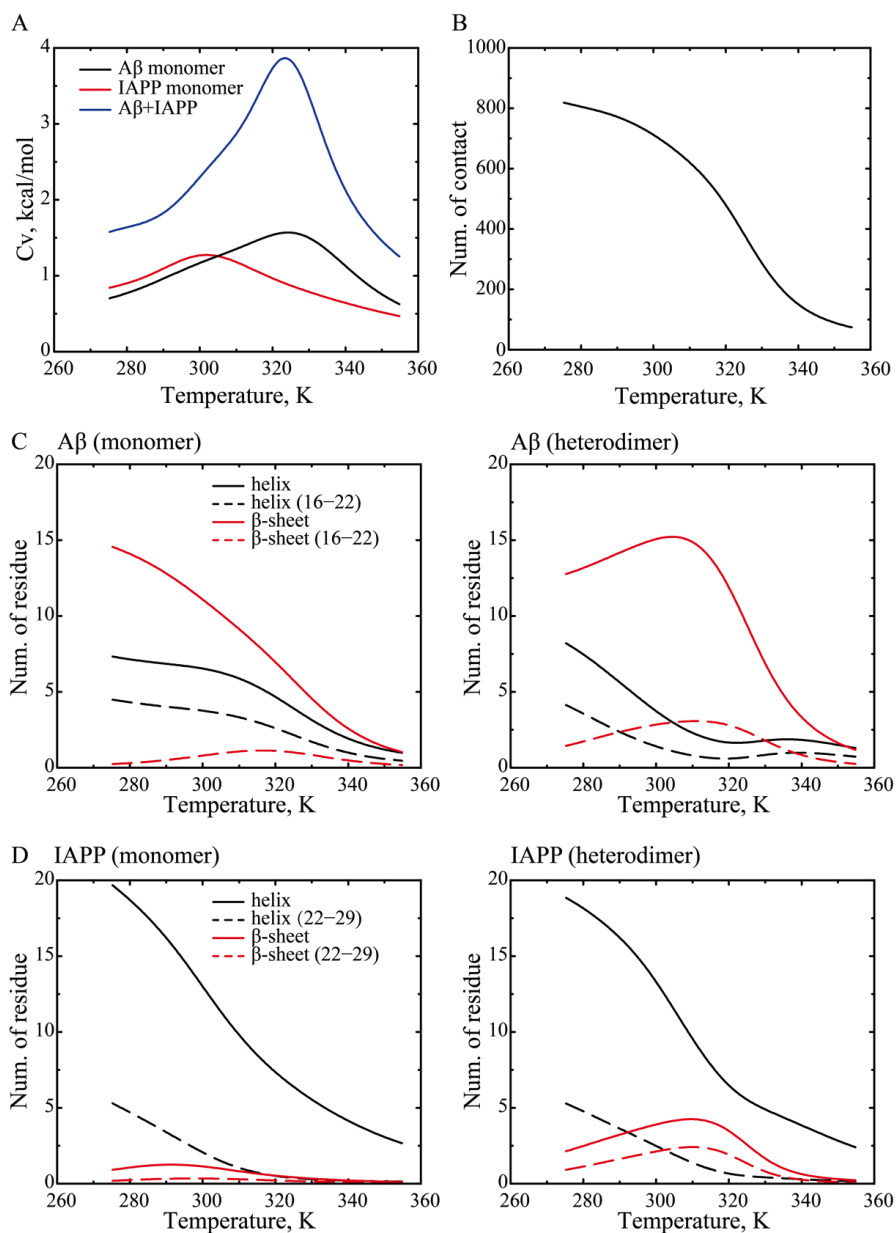 A
Aβ monomer
IAPP monomer
Aβ+IAPP
Cv, kcal/mol
4
3
2
1
0
260 280 300 320 340 360
Temperature, K
B
Num. of contact
1000
800
600
400
200
0
260 280 300 320 340 360
Temperature, K
C Aβ (monomer)
helix
helix (16−22)
β-sheet
β-sheet (16−22)
Num. of residue
20
15
10
5
0
260 280 300 320 340 360
Temperature, K
Aβ (heterodimer)
Num. of residue
20
15
10
5
0
260 280 300 320 340 360
Temperature, K
D IAPP (monomer)
helix
helix (22−29)
β-sheet
β-sheet (22−29)
Num. of residue
20
15
10
5
0
260 280 300 320 340 360
Temperature, K
IAPP (heterodimer)
Num. of residue
20
15
10
5
0
260 280 300 320 340 360
Temperature, K